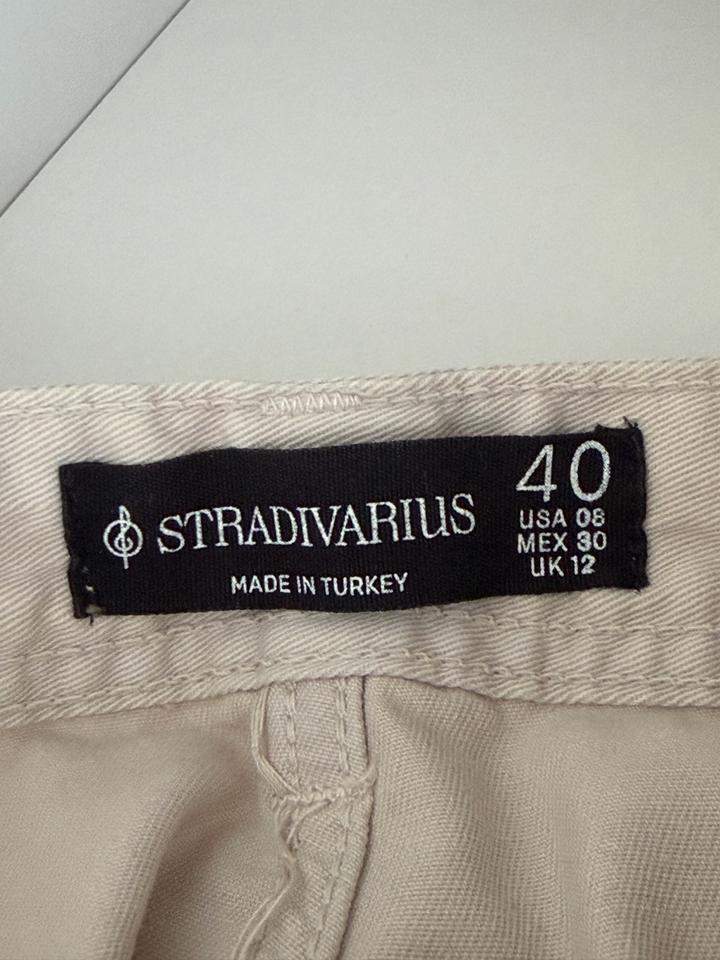 STRADIVARIUS
MADE IN TURKEY
40
USA 08
MEX 30
UK 12